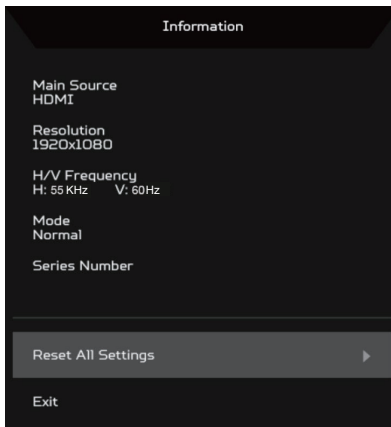 Information
Main Source
HDMI
Resolution
1920x1080
H/V Frequency
H: 55 KHz V: 60Hz
Mode
Normal
Series Number
Reset All Settings
Exit